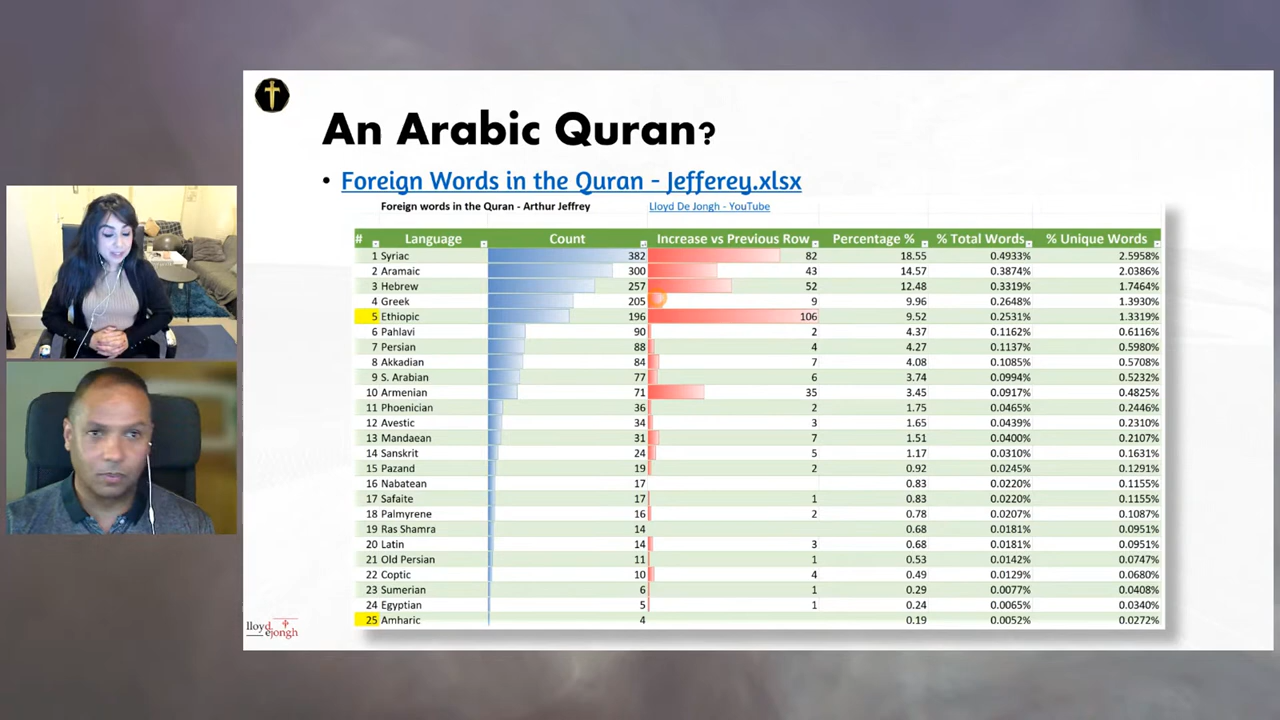 An Arabic Quran?
• Foreign Words in the Quran - Jefferey.xlsx
Foreign words in the Quran - Arthur Jeffrey Lloyd De Jongh - YouTube
# Language Count Increase vs Previous Row Percentage % % Total Words % Unique Words
1 Syriac 382 82 18.55 0.4933% 2.5958%
2 Aramaic 300 43 14.57 0.3874% 2.0386%
3 Hebrew 257 52 12.48 0.3319% 1.7464%
4 Greek 205 9 9.96 0.2648% 1.3930%
5 Ethiopic 196 106 9.52 0.2531% 1.3319%
6 Pahlavi 90 2 4.37 0.1162% 0.6116%
7 Persian 88 4 4.27 0.1137% 0.5980%
8 Akkadian 84 7 4.08 0.1085% 0.5708%
9 S. Arabian 77 6 3.74 0.0994% 0.5232%
10 Armenian 71 35 3.45 0.0917% 0.4825%
11 Phoenician 36 2 1.75 0.0465% 0.2446%
12 Avestic 34 3 1.65 0.0439% 0.2310%
13 Mandaean 31 7 1.51 0.0400% 0.2107%
14 Sanskrit 24 5 1.17 0.0310% 0.1631%
15 Pazand 19 2 0.92 0.0245% 0.1291%
16 Nabatean 17 0.83 0.0220% 0.1155%
17 Safaite 17 1 0.83 0.0220% 0.1155%
18 Palmyrene 16 2 0.78 0.0207% 0.1087%
19 Ras Shamra 14 0.68 0.0181% 0.0951%
20 Latin 14 3 0.68 0.0181% 0.0951%
21 Old Persian 11 1 0.53 0.0142% 0.0747%
22 Coptic 10 4 0.49 0.0129% 0.0680%
23 Sumerian 6 1 0.29 0.0077% 0.0408%
24 Egyptian 5 1 0.24 0.0065% 0.0340%
25 Amharic 4 0.19 0.0052% 0.0272%
lloyd
dejongh